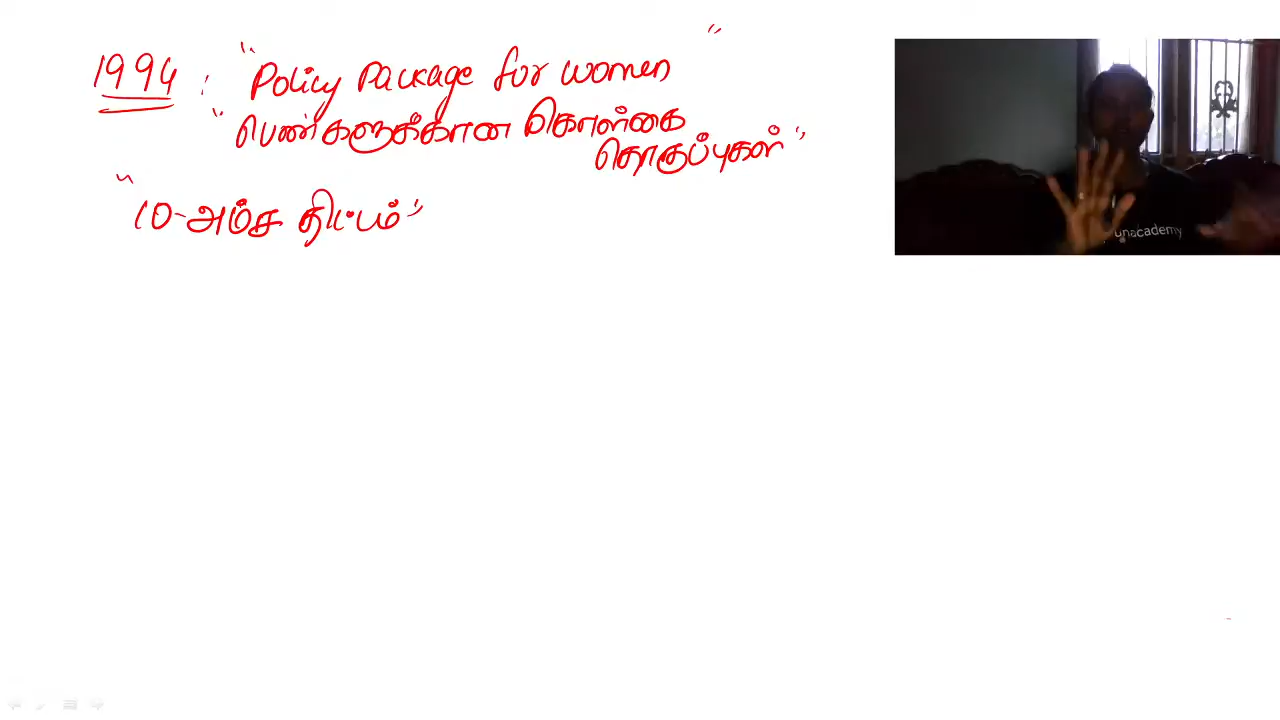 1994 : "Policy Package for women"
"பெண்களுக்கான கொள்கை
தொகுப்புகள்"
"10-அம்ச திட்டம்"
unacademy